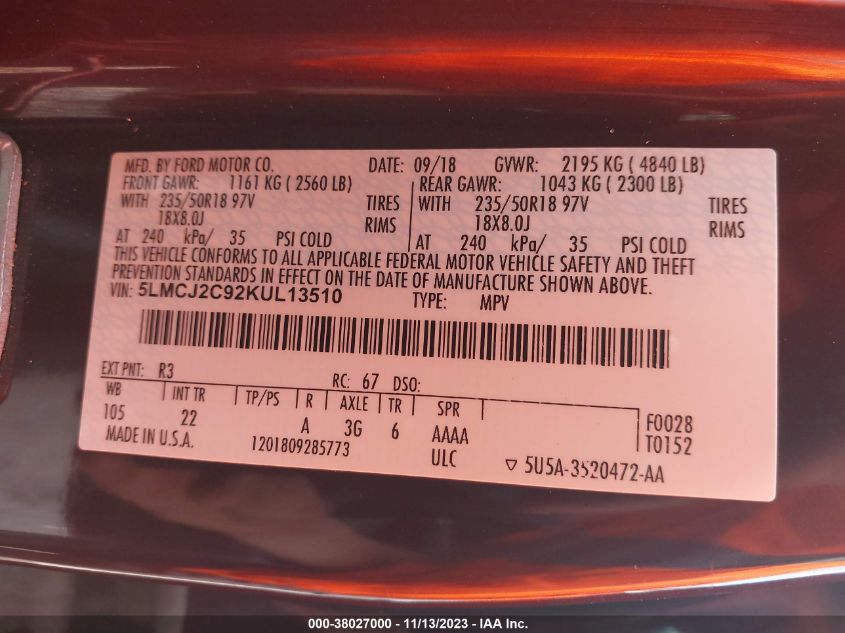 MFD. BY FORD MOTOR CO. DATE: 09/18 GVWR: 2195 KG ( 4840 LB)
FRONT GAWR: 1161 KG ( 2560 LB) REAR GAWR: 1043 KG ( 2300 LB)
WITH 235/50R18 97V TIRES WITH 235/50R18 97V TIRES
18X8.0J RIMS 18X8.0J RIMS
AT 240 kPa/ 35 PSI COLD AT 240 kPa/ 35 PSI COLD
THIS VEHICLE CONFORMS TO ALL APPLICABLE FEDERAL MOTOR VEHICLE SAFETY AND THEFT
PREVENTION STANDARDS IN EFFECT ON THE DATE OF MANUFACTURE SHOWN ABOVE.
VIN: 5LMCJ2C92KUL13510 TYPE: MPV
EXT PNT: R3 RC: 67 DSO:
WB INT TR TP/PS R AXLE TR SPR
105 22 A 3G 6 AAAA F0028
MADE IN U.S.A. 1201809285773 ULC T0152
▽ 5U5A-3520472-AA
000-38027000 - 11/13/2023 - IAA Inc.